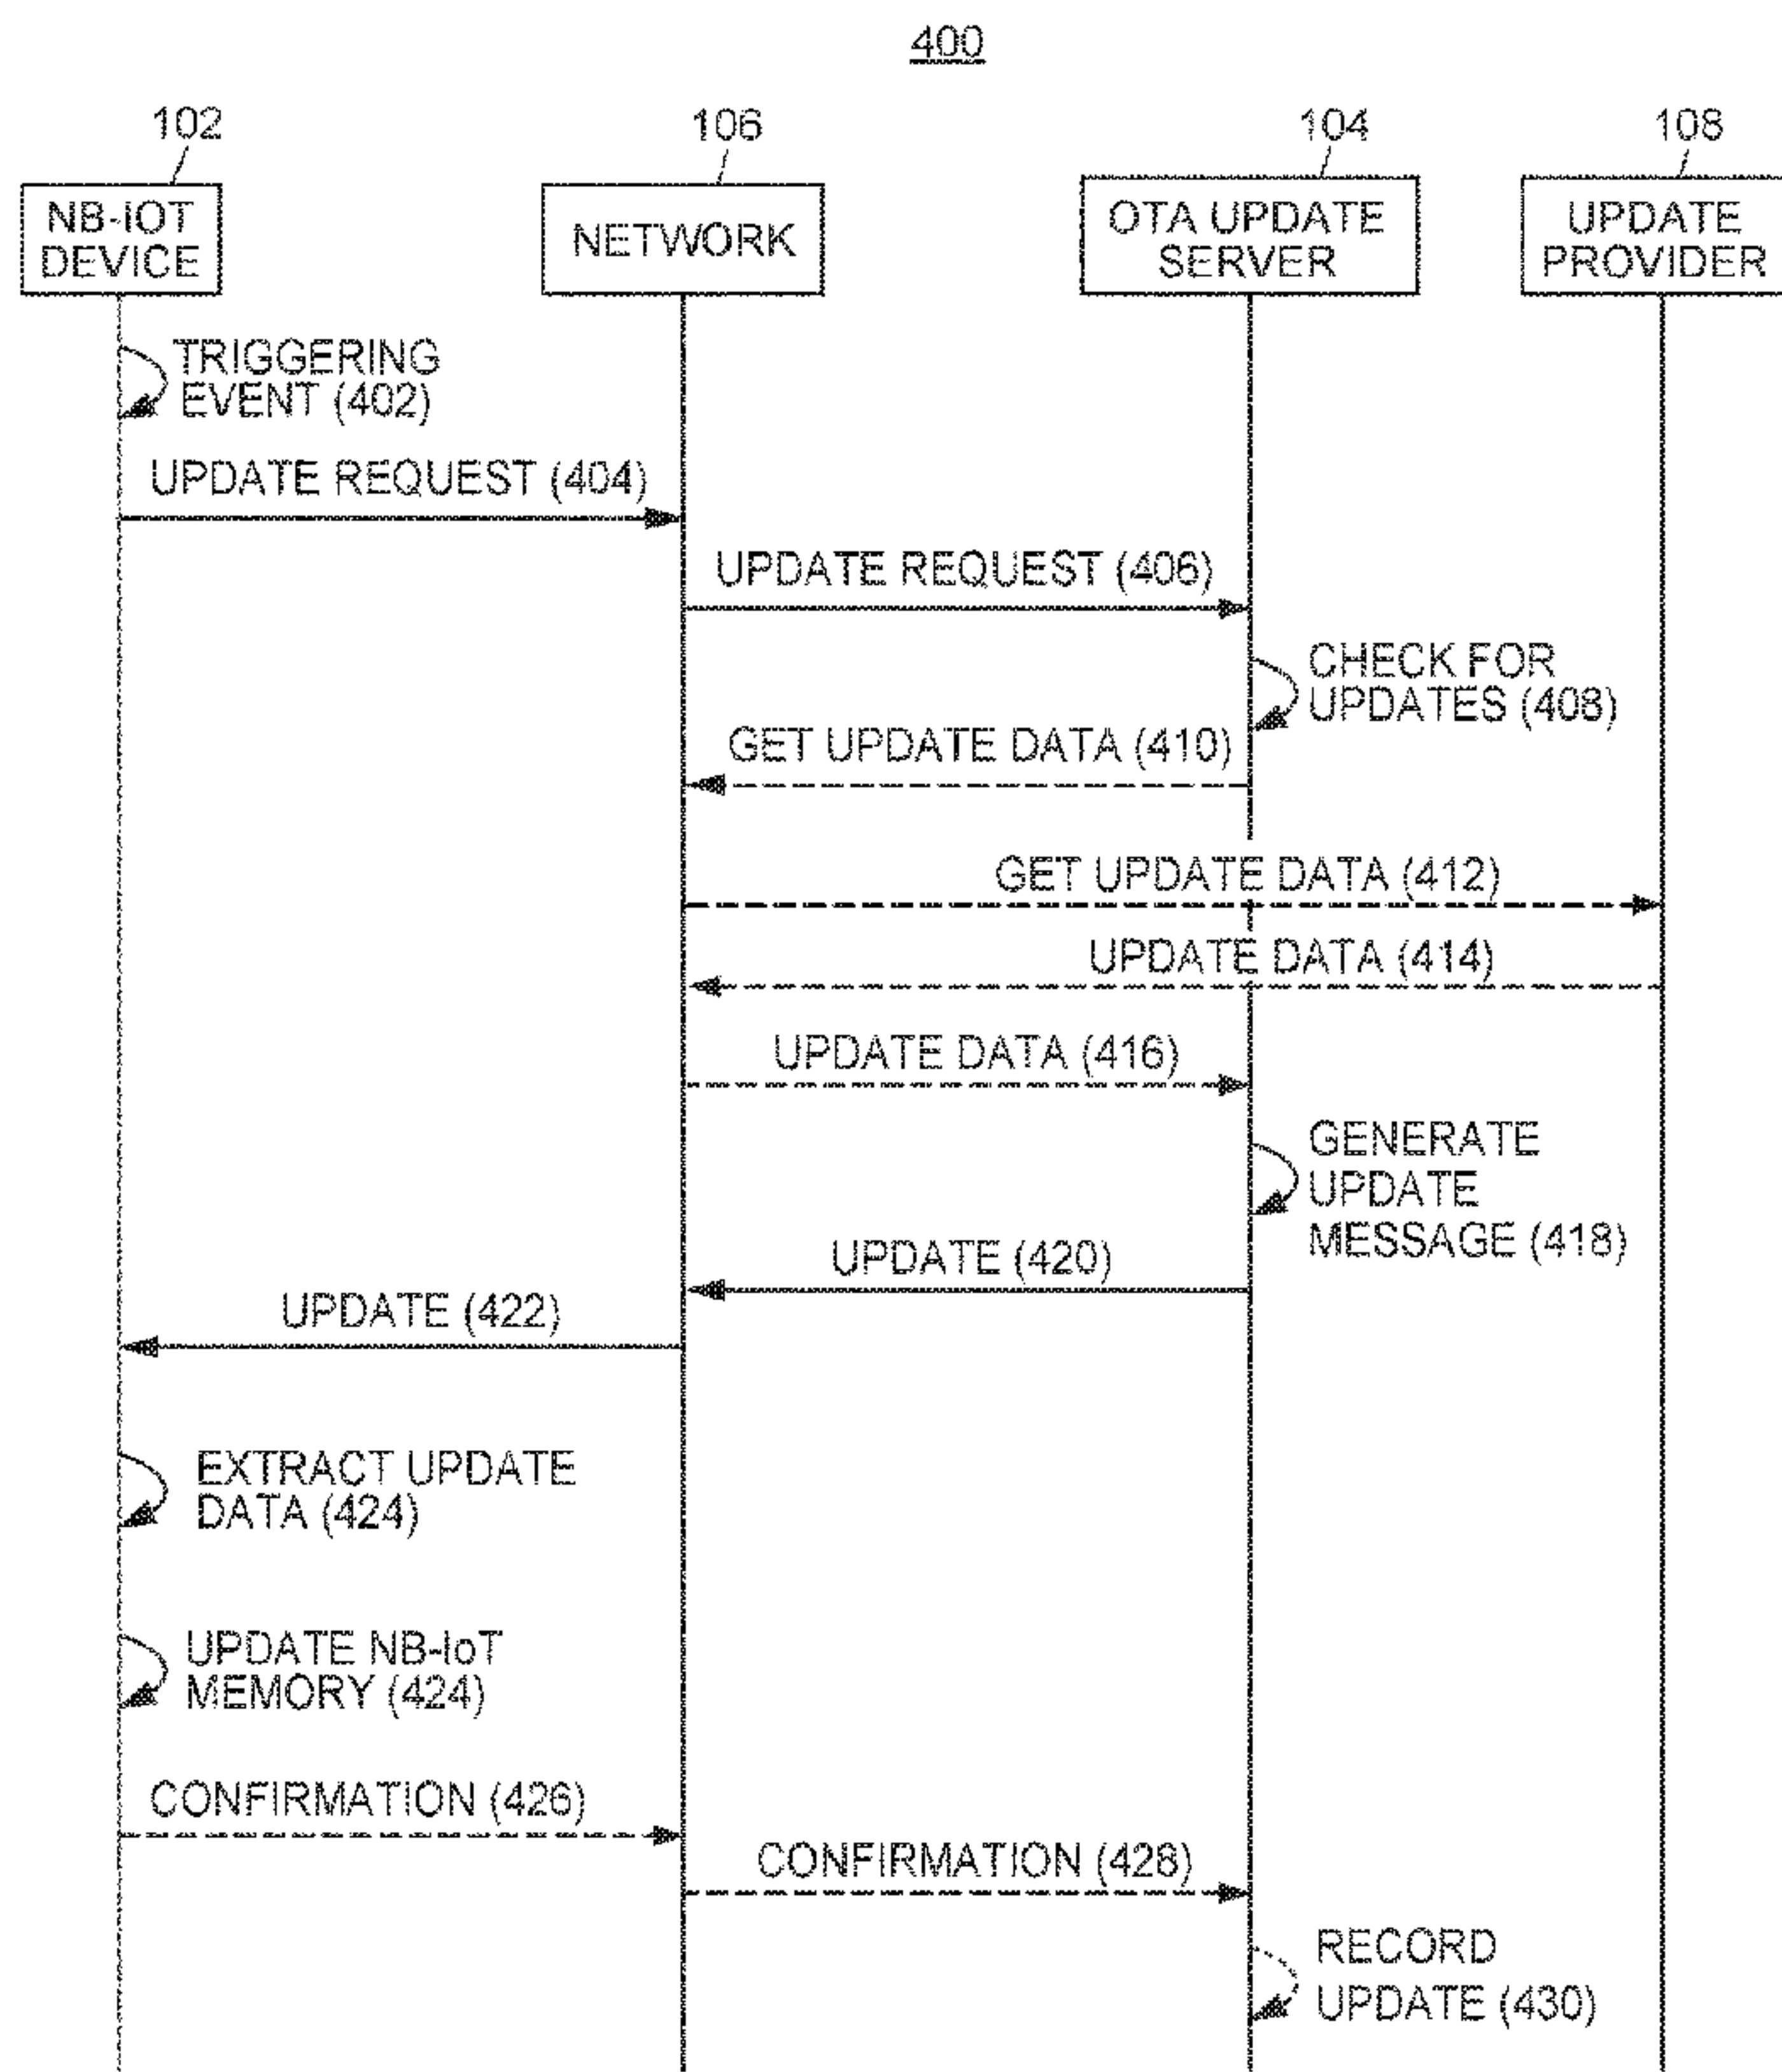 400
102
106
104
108
NB-IOT
DEVICE
NETWORK
OTA UPDATE
SERVER
UPDATE
PROVIDER
TRIGGERING
EVENT (402)
UPDATE REQUEST (404)
UPDATE REQUEST (406)
CHECK FOR
UPDATES (408)
GET UPDATE DATA (410)
GET UPDATE DATA (412)
UPDATE DATA (414)
UPDATE DATA (416)
GENERATE
UPDATE
MESSAGE (418)
UPDATE (420)
UPDATE (422)
EXTRACT UPDATE
DATA (424)
UPDATE NB-IoT
MEMORY (424)
CONFIRMATION (426)
CONFIRMATION (428)
RECORD
UPDATE (430)